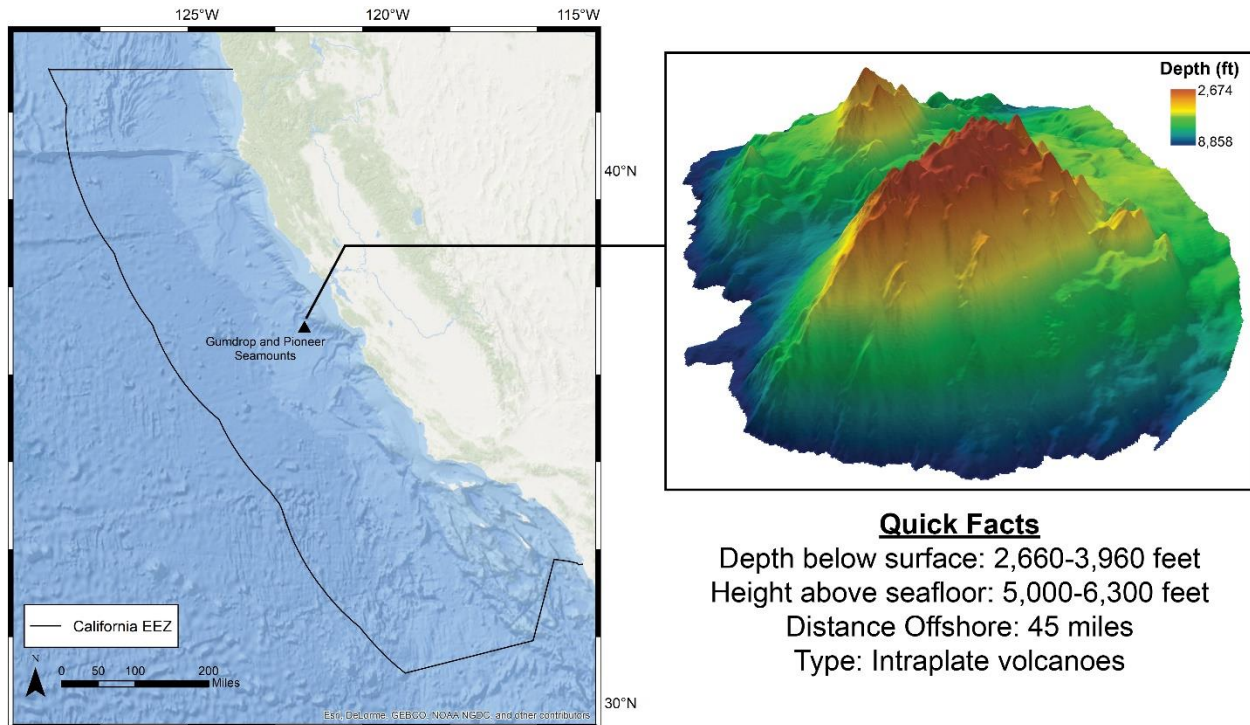 125°W
120°W
115°W
40°W
Gumdrop and Pioneer
Seamounts
California EEZ
N
0 50 100 200
Miles
30°W
Esri, DeLorme, GEBCO, NOAA NGDC, and other contributors
Depth (ft)
2,674
8,858
Quick Facts
Depth below surface: 2,660-3,960 feet
Height above seafloor: 5,000-6,300 feet
Distance Offshore: 45 miles
Type: Intraplate volcanoes